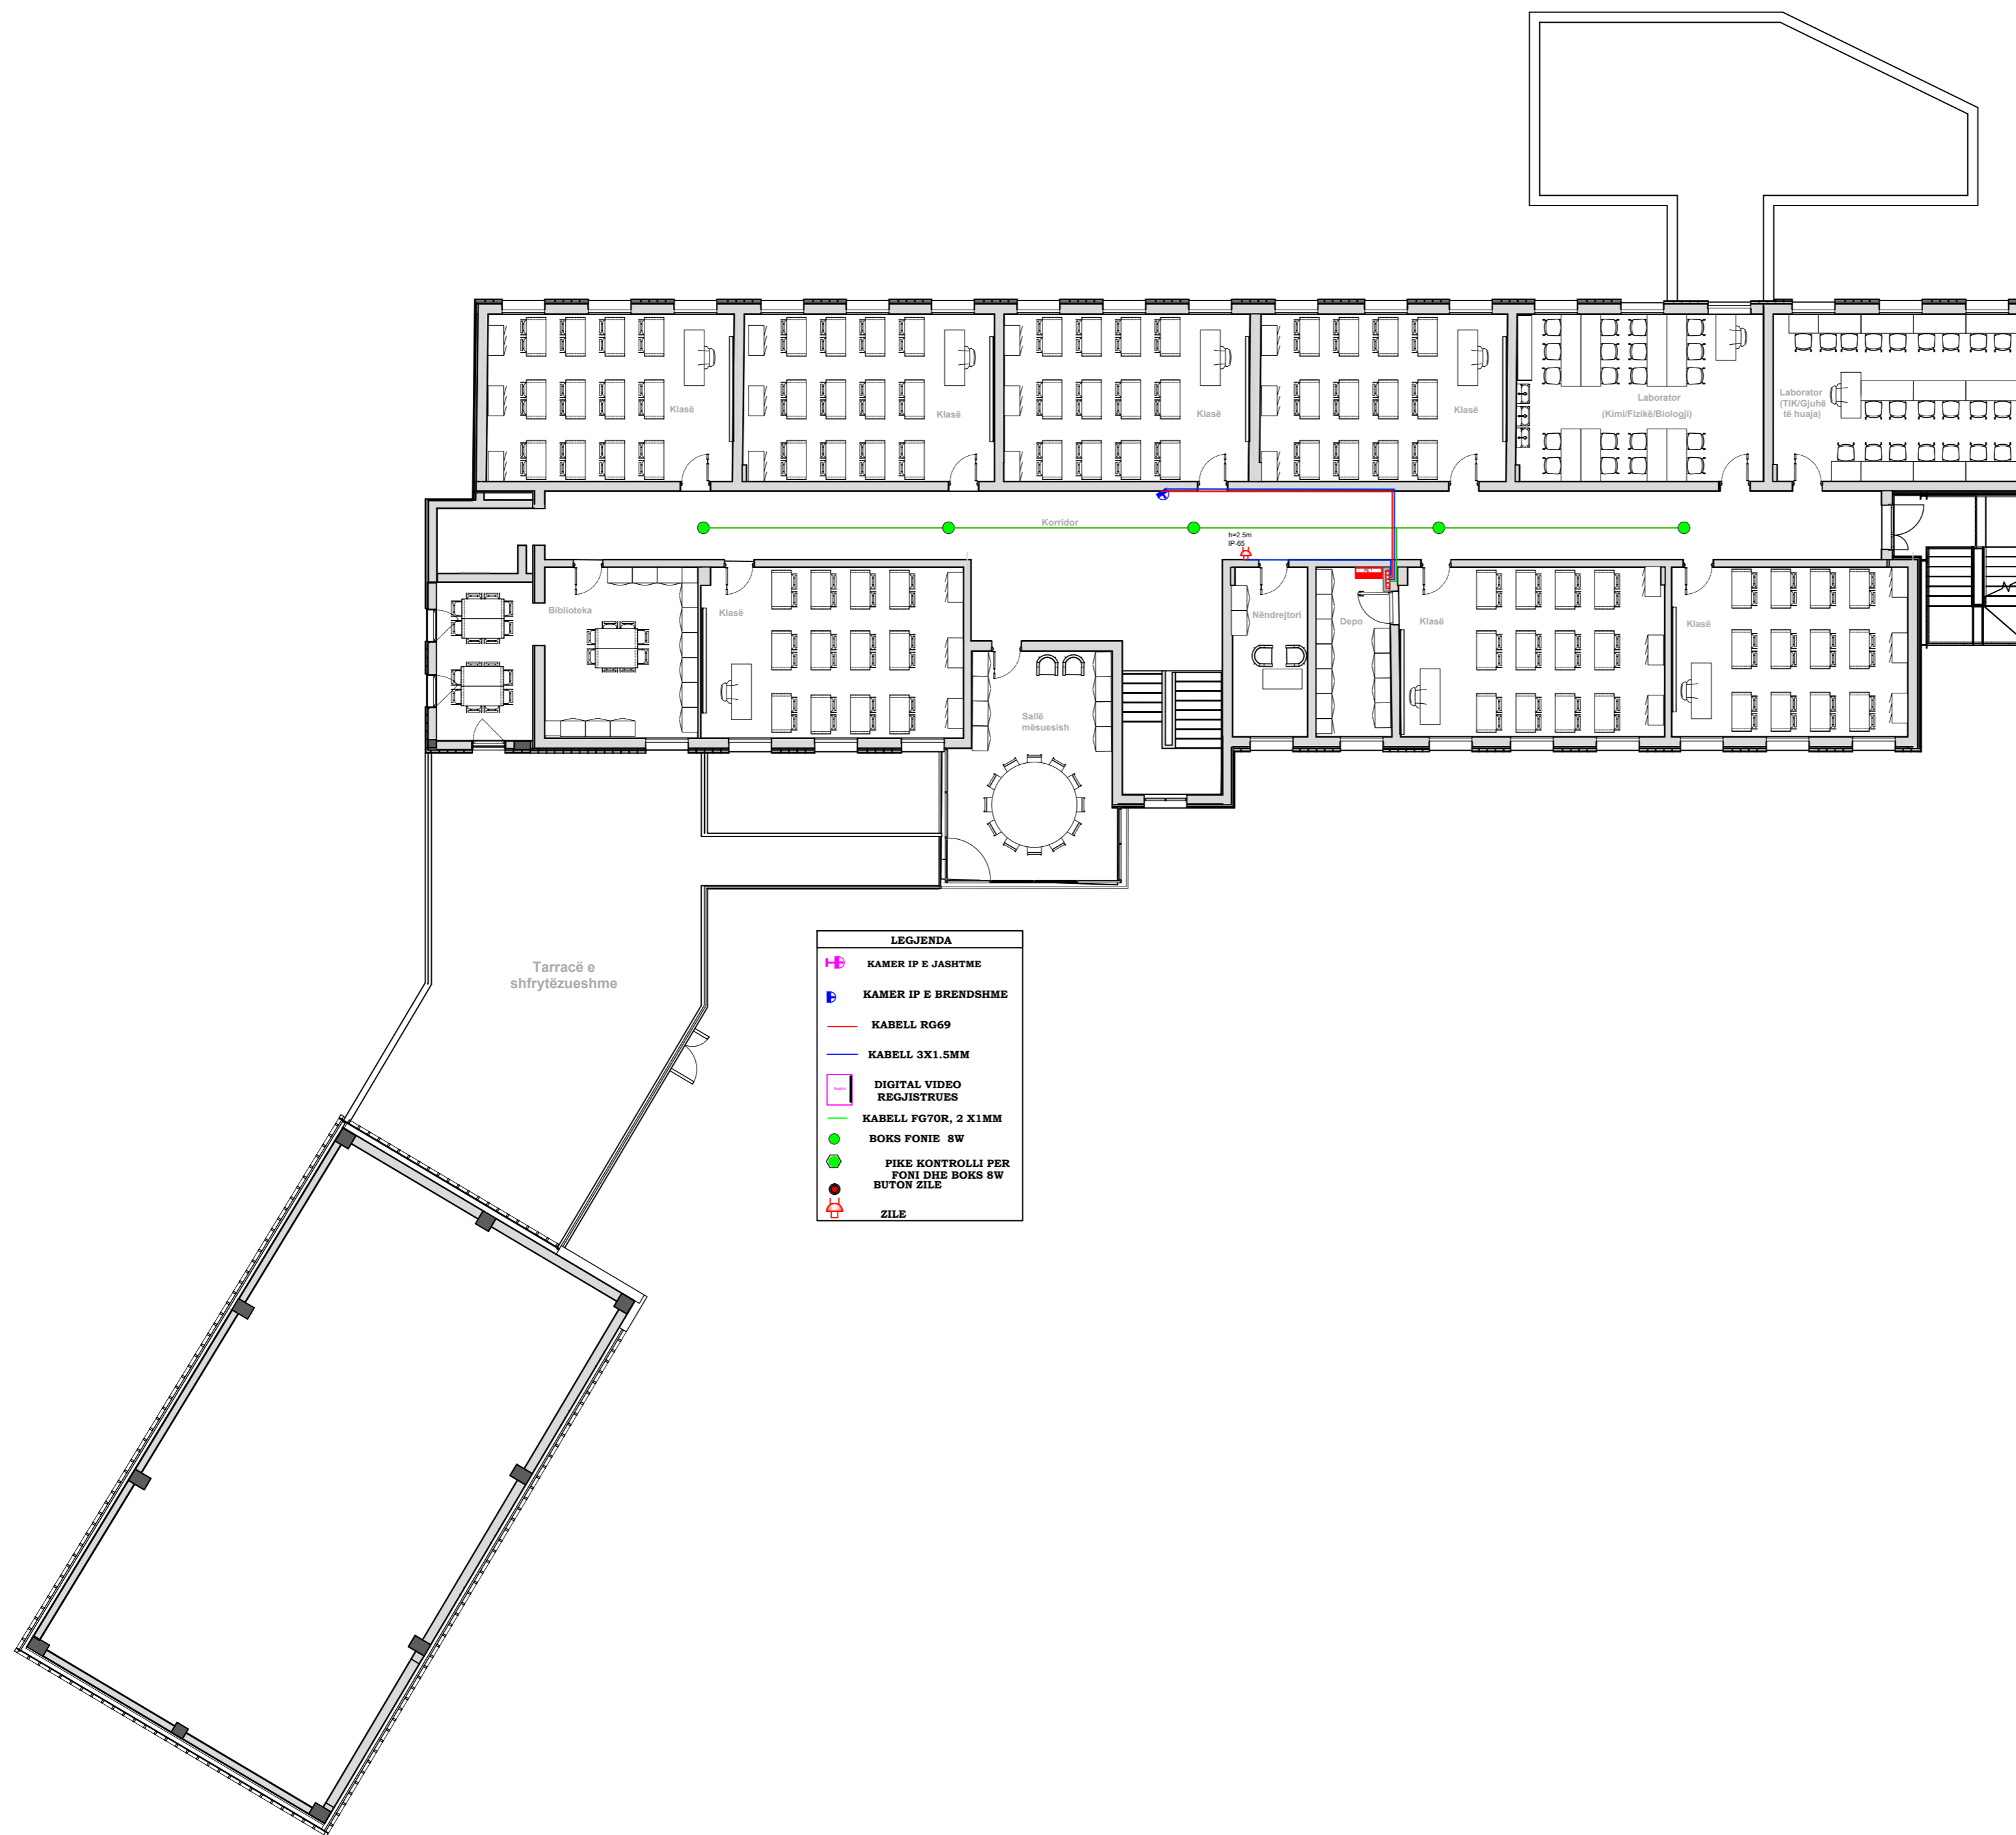 Klasë
Klasë
Klasë
Klasë
Laborator
(Kimi/Fizikë/Biologji)
Laborator
(TIK/Gjuhë
të huaja)
Korridor
h=2.5m
IP-65
Biblioteka
Klasë
Nëndrejtori
Depo
Klasë
Klasë
Sallë
mësuesish
Tarracë e
shfrytëzueshme
LEGJENDA
KAMER IP E JASHTME
KAMER IP E BRENDSHME
KABELL RG69
KABELL 3X1.5MM
DIGITAL VIDEO
REGJISTRUES
KABELL FG70R, 2 X1MM
BOKS FONIE 8W
PIKE KONTROLLI PER
FONI DHE BOKS 8W
BUTON ZILE
ZILE